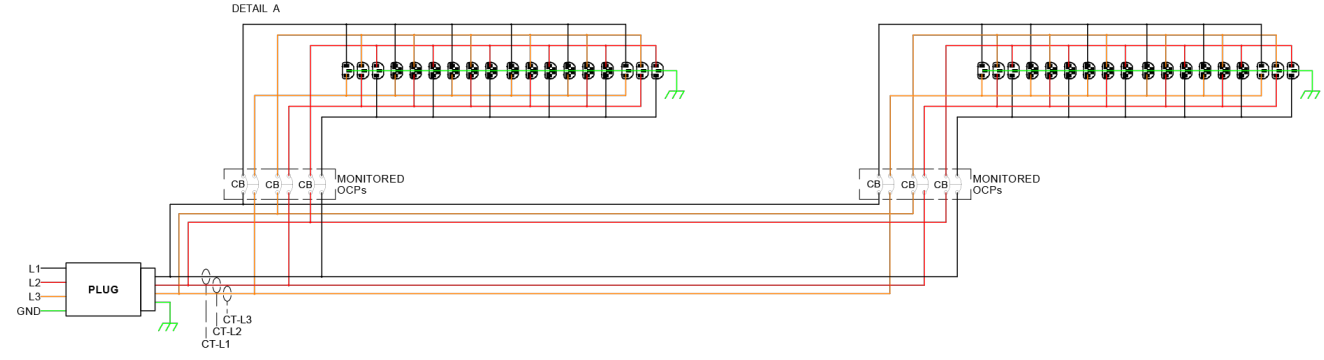 DETAIL A
CB CB CB MONITORED
OCPs
CB CB CB MONITORED
OCPs
L1
L2
L3
GND
PLUG
CT-L3
CT-L2
CT-L1